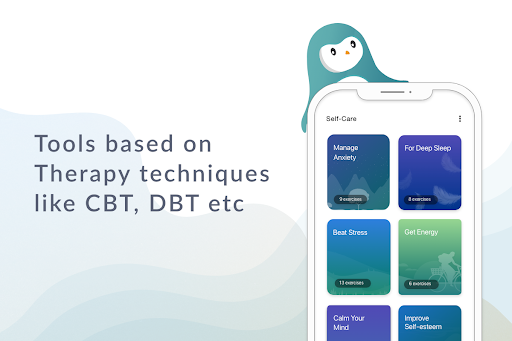 Tools based on
Therapy techniques
like CBT, DBT etc
Self-Care
Manage
Anxiety
9 exercises
For Deep Sleep
8 exercises
Beat Stress
13 exercises
Get Energy
6 exercises
Calm Your
Mind
Improve
Self-esteem